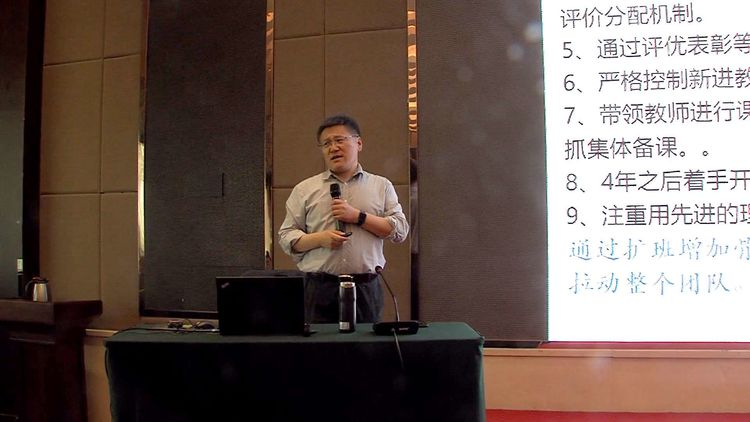 评价分配机制。
5、通过评优表彰等
6、严格控制新进教
7、带领教师进行课
抓集体备课。。
8、4年之后着手开
9、注重用先进的理
通过扩班增加骨
拉动整个团队。